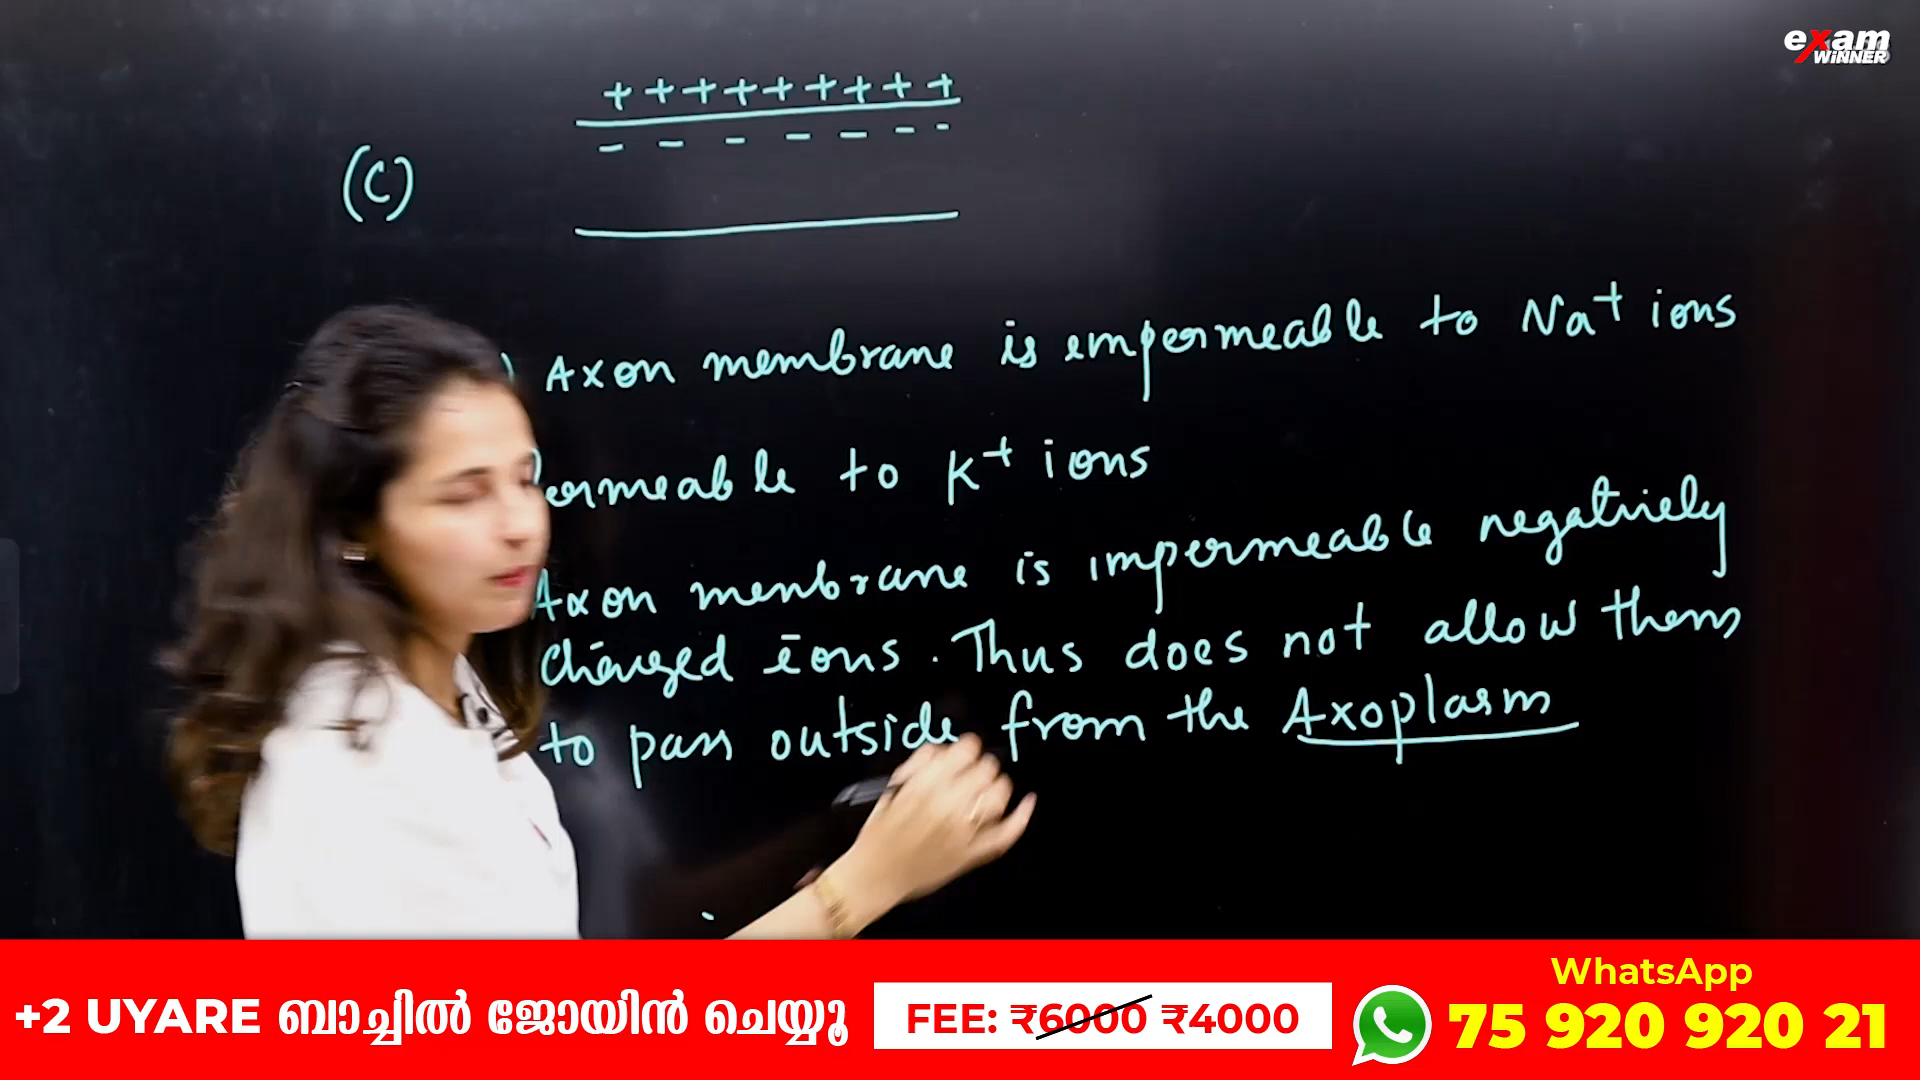 exam
WINNER
+ + + + + + + + +
- - - - - - -
(C)
) Axon membrane is impermeable to Na+ ions
permeable to K+ ions
Axon menbrane is impermeable negatively
charged ions. Thus does not allow them
to pass outside from the Axoplasm
WhatsApp
+2 UYARE ബാച്ചിൽ ജോയിൻ ചെയ്യൂ
FEE: ₹6000 ₹4000
75 920 920 21